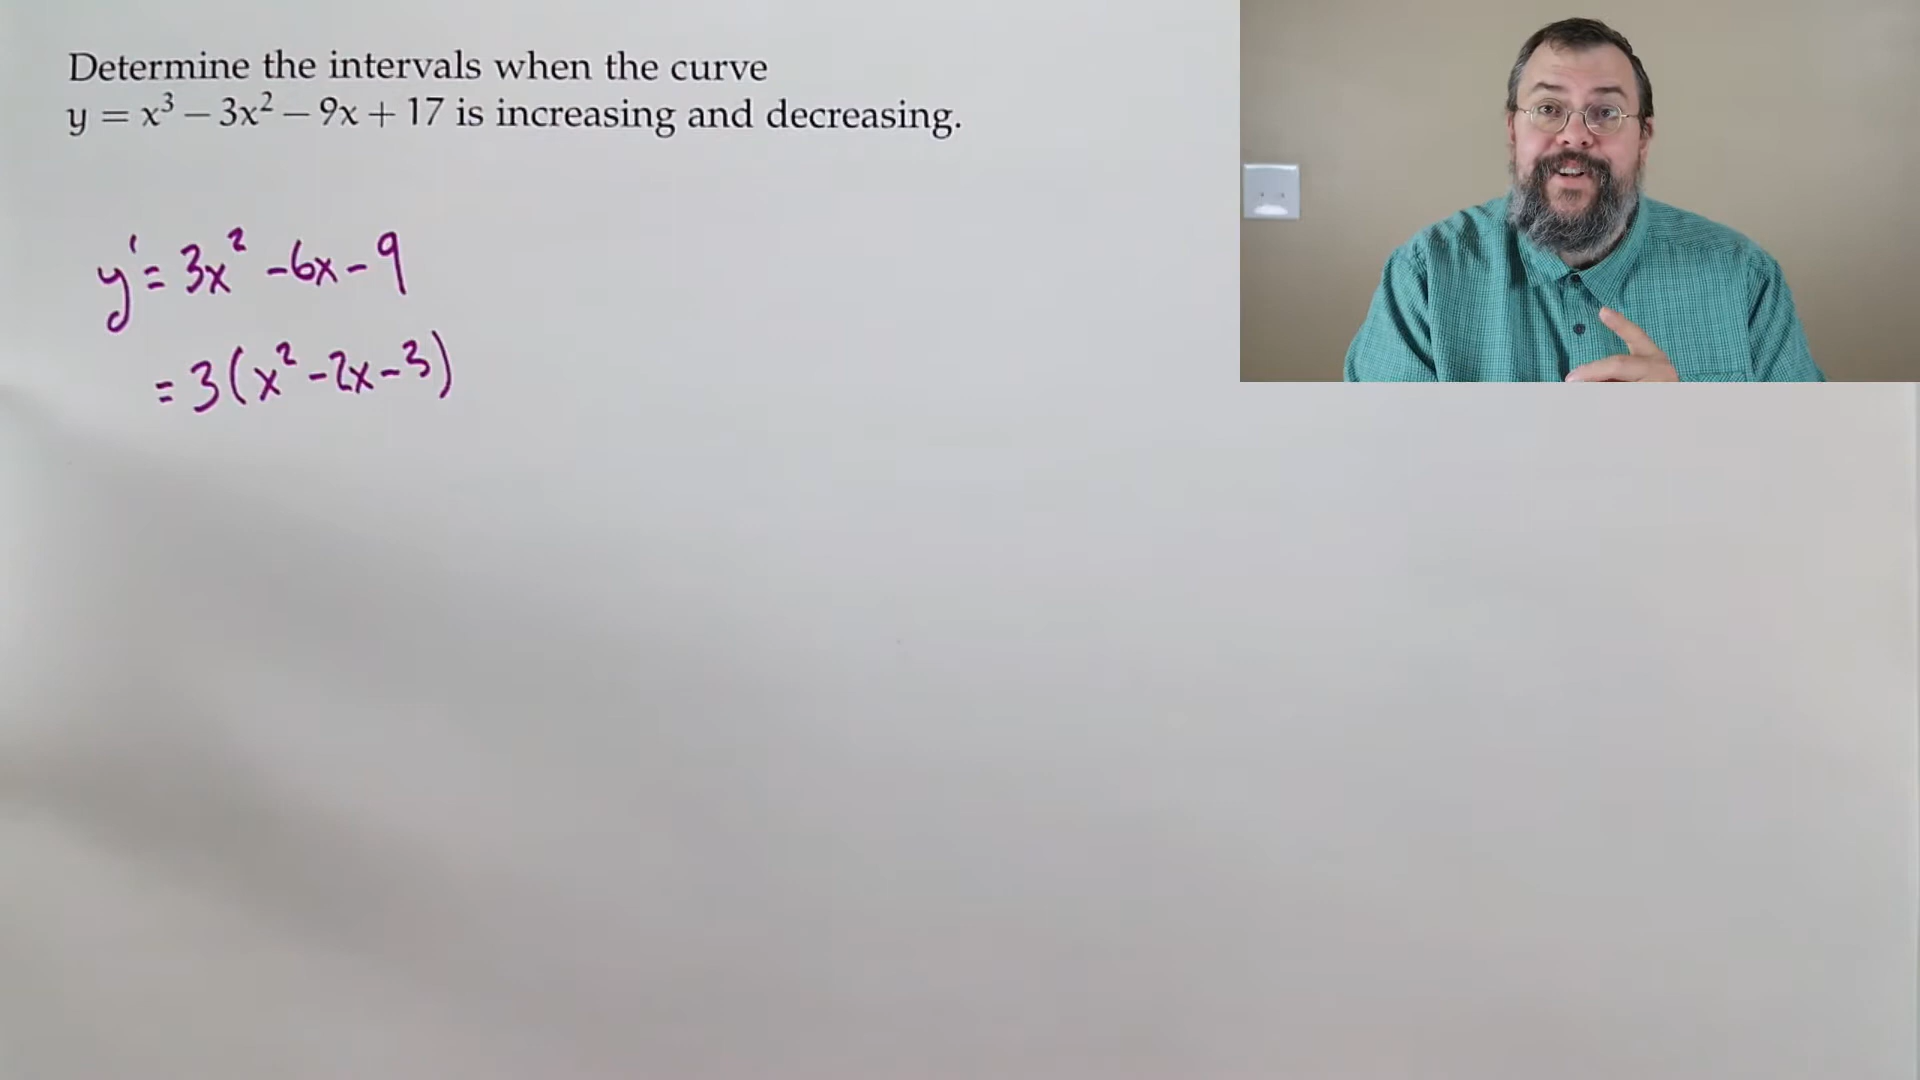 Determine the intervals when the curve
y = x³ − 3x² − 9x + 17 is increasing and decreasing.
y' = 3x² - 6x - 9
= 3(x² - 2x - 3)